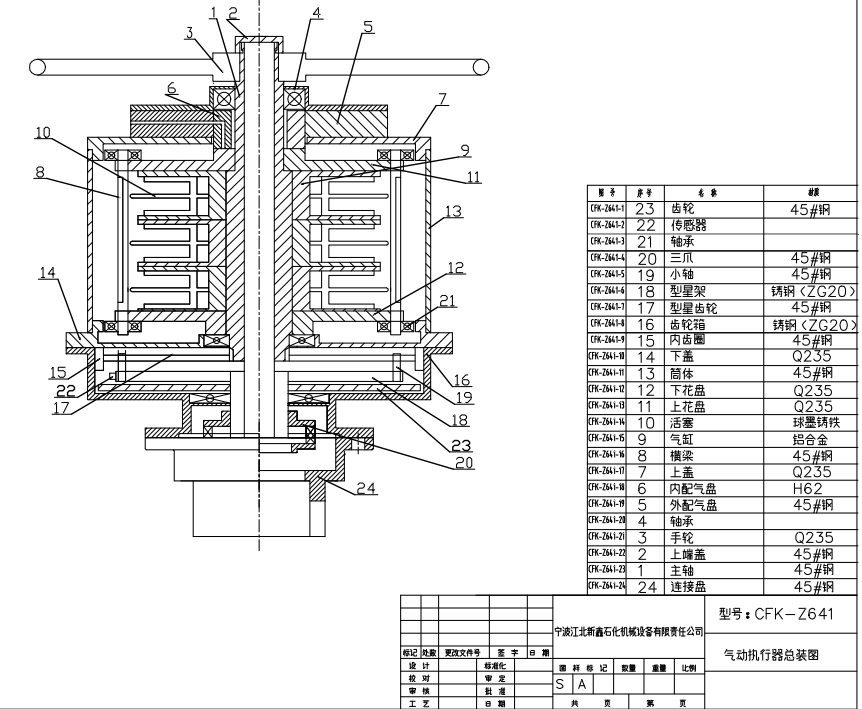 1 2 4
3 5
6 7
10 9
8 11
13
14 12
21
15 16
22 19
17 18
23
20
24
图号 序号 名称 材质
CFK-Z641-1 23 齿轮 45#钢
CFK-Z641-2 22 传感器
CFK-Z641-3 21 轴承
CFK-Z641-4 20 三爪 45#钢
CFK-Z641-5 19 小轴 45#钢
CFK-Z641-6 18 型星架 铸钢(ZG20)
CFK-Z641-7 17 型星齿轮 45#钢
CFK-Z641-8 16 齿轮箱 铸钢(ZG20)
CFK-Z641-9 15 内齿圈 45#钢
CFK-Z641-10 14 下盖 Q235
CFK-Z641-11 13 筒体 45#钢
CFK-Z641-12 12 下花盘 Q235
CFK-Z641-13 11 上花盘 Q235
CFK-Z641-14 10 活塞 球墨铸铁
CFK-Z641-15 9 气缸 铝合金
CFK-Z641-16 8 横梁 45#钢
CFK-Z641-17 7 上盖 Q235
CFK-Z641-18 6 内配气盘 H62
CFK-Z641-19 5 外配气盘 45#钢
CFK-Z641-20 4 轴承
CFK-Z641-21 3 手轮 Q235
CFK-Z641-22 2 上端盖 45#钢
CFK-Z641-23 1 主轴 45#钢
CFK-Z641-24 24 连接盘 45#钢
宁波江北新鑫石化机械设备有限责任公司
型号:CFK-Z641
气动执行器总装图
标记 处数 更改文件号 签字 日期
设计 标准化 图样标记 数量 重量 比例
校对 审定 S A
审核 批准
工艺 日期 共 页 第 页